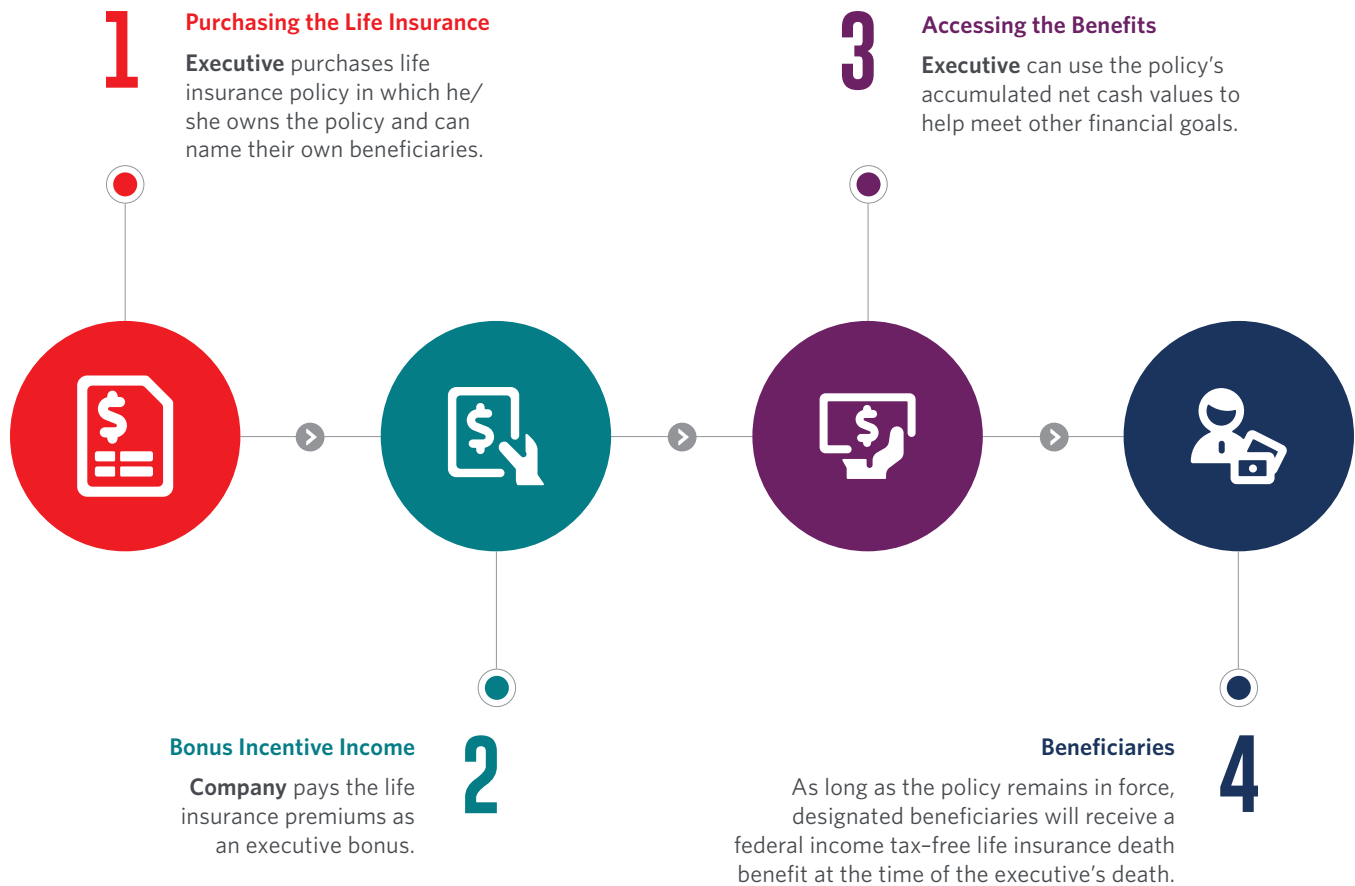 1
Purchasing the Life Insurance
Executive purchases life
insurance policy in which he/
she owns the policy and can
name their own beneficiaries.
Bonus Incentive Income
2
Company pays the life
insurance premiums as
an executive bonus.
3
Accessing the Benefits
Executive can use the policy's
accumulated net cash values to
help meet other financial goals.
Beneficiaries
4
As long as the policy remains in force,
designated beneficiaries will receive a
federal income tax–free life insurance death
benefit at the time of the executive's death.